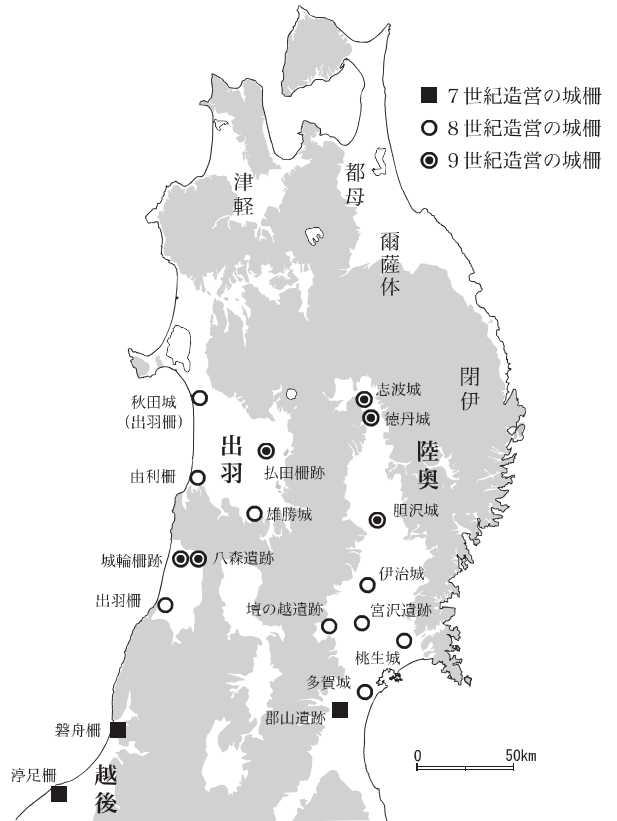 ■ 7世紀造営の城柵
○ 8世紀造営の城柵
◉ 9世紀造営の城柵
津軽
都母
爾薩体
閉伊
志波城
徳丹城
秋田城
(出羽柵)
出羽
陸奥
払田柵跡
由利柵
雄勝城
胆沢城
城輪柵跡
八森遺跡
伊治城
出羽柵
壇の越遺跡
宮沢遺跡
桃生城
多賀城
郡山遺跡
磐舟柵
渟足柵
越後
0 50km